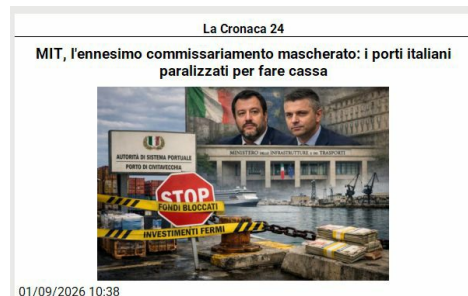 La Cronaca 24
MIT, l'ennesimo commissariamento mascherato: i porti italiani
paralizzati per fare cassa
AUTORITÀ DI SISTEMA PORTUALE
PORTO DI CIVITAVECCHIA
MINISTERO DELLE INFRASTRUTTURE E DEI TRASPORTI
STOP
FONDI BLOCCATI
INVESTIMENTI FERMI
01/09/2026 10:38